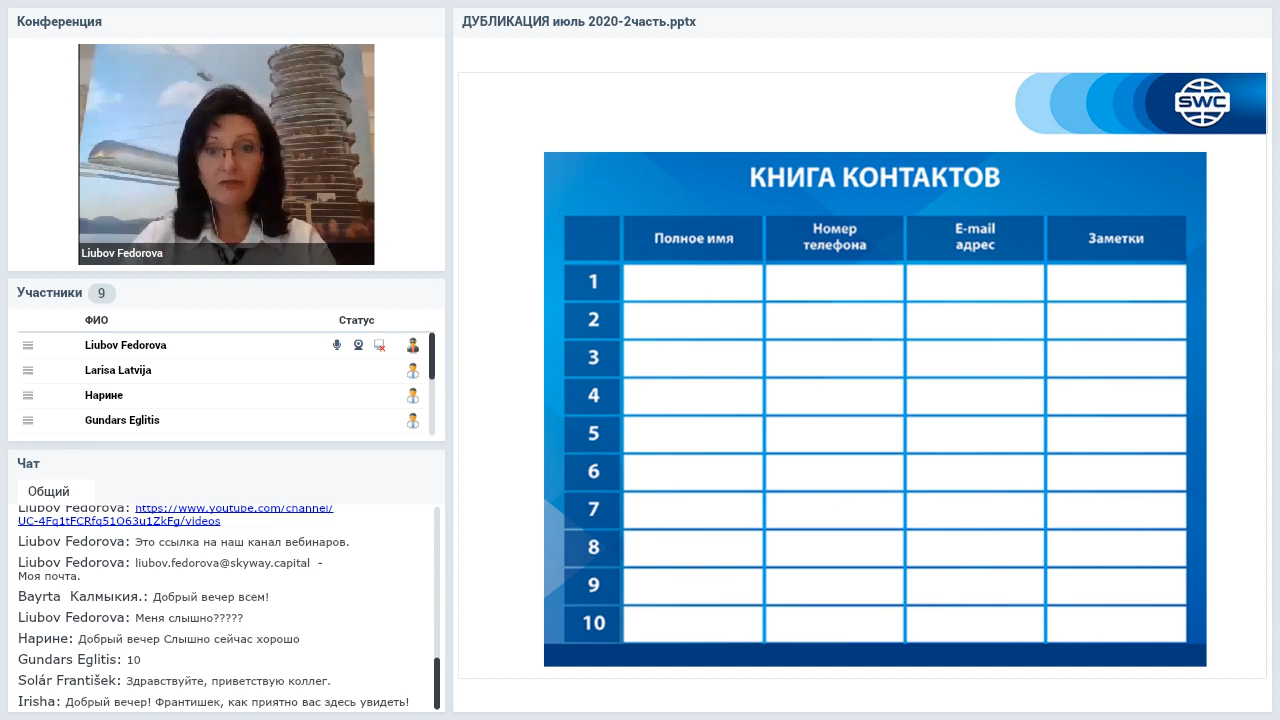 Конференция
Liubov Fedorova
Участники 9
ФИО Статус
Liubov Fedorova
Larisa Latvija
Нарине
Gundars Eglitis
Чат
Общий
Liubov Fedorova: https://www.youtube.com/channel/
UC-4Fq1tFCRfq51O63u1ZkFg/videos
Liubov Fedorova: Это ссылка на наш канал вебинаров.
Liubov Fedorova: liubov.fedorova@skyway.capital -
Моя почта.
Bayrta Калмыкия.: Добрый вечер всем!
Liubov Fedorova: Меня слышно?????
Нарине: Добрый вечер Слышно сейчас хорошо
Gundars Eglitis: 10
Solár František: Здравствуйте, приветствую коллег.
Irisha: Добрый вечер! Франтишек, как приятно вас здесь увидеть!
ДУБЛИКАЦИЯ июль 2020-2часть.pptx
SWC
КНИГА КОНТАКТОВ
Полное имя
Номер
телефона
E-mail
адрес
Заметки
1
2
3
4
5
6
7
8
9
10